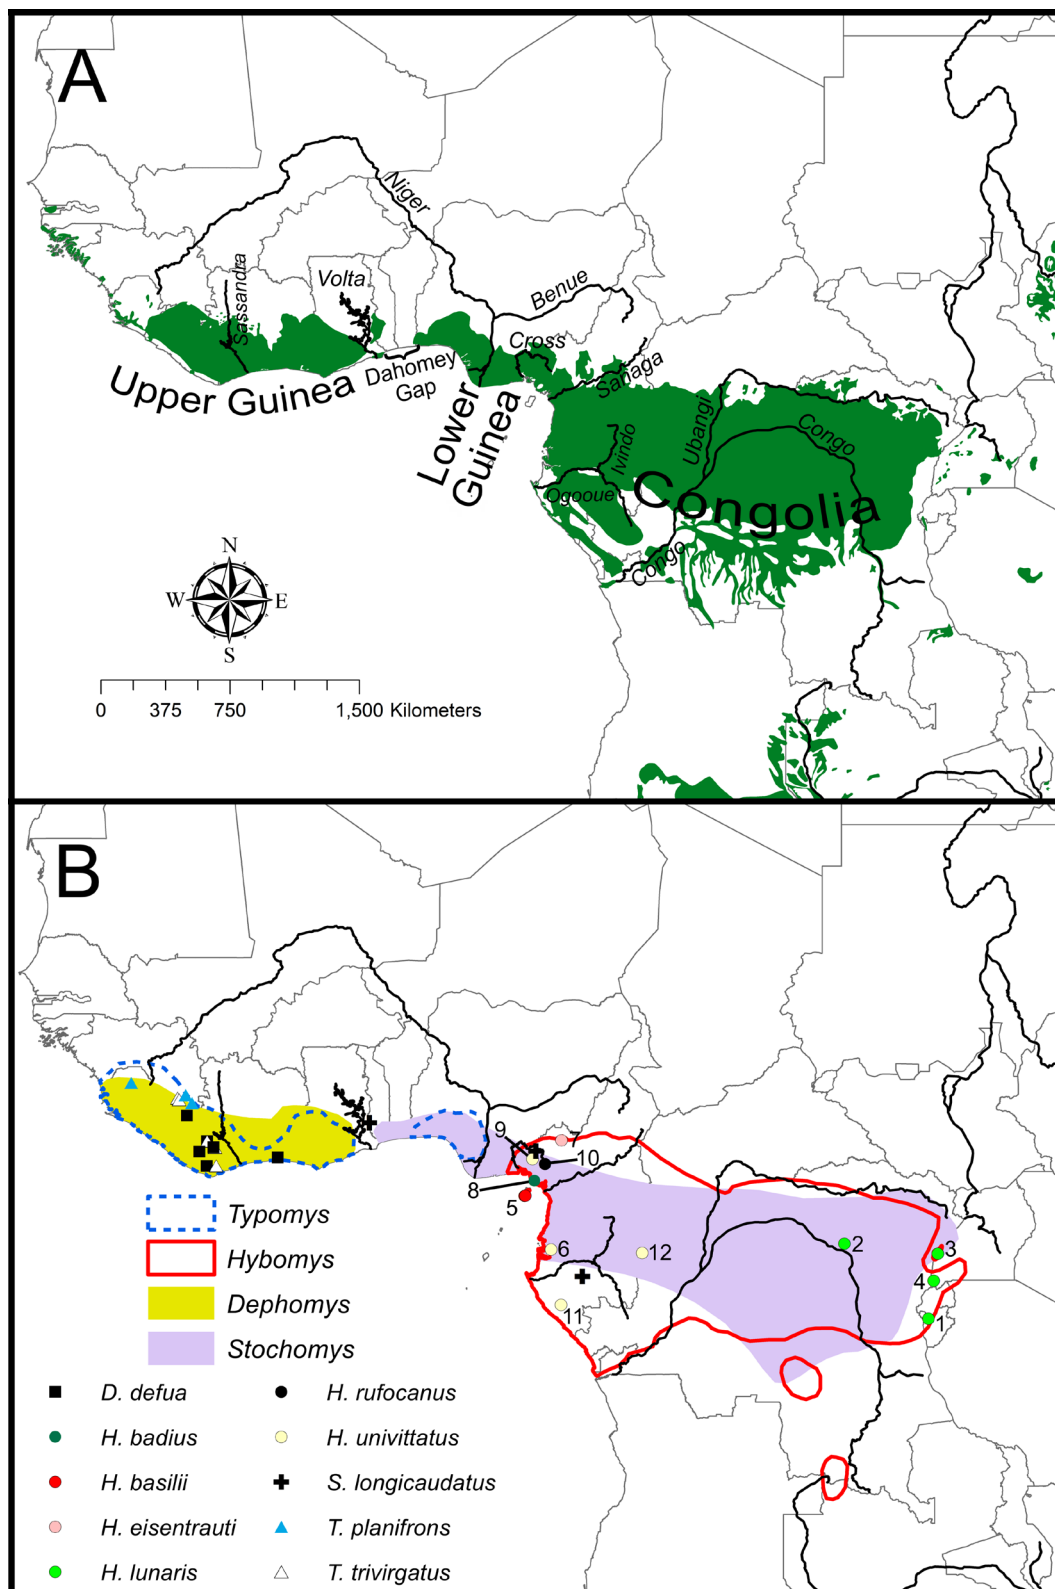 A
Niger
Sassandra
Volta
Benue
Cross
Dahomey
Gap
Sanaga
Upper Guinea
Lower
Guinea
Ubangi
Congo
Ivindo
Ogooue
Congolia
Congo
N
W
E
S
0 375 750 1,500 Kilometers
B
9
7
10
8
5
6
12
2
3
4
11
1
Typomys
Hybomys
Dephomys
Stochomys
D. defua
H. rufocanus
H. badius
H. univittatus
H. basilii
S. longicaudatus
H. eisentrauti
T. planifrons
H. lunaris
T. trivirgatus